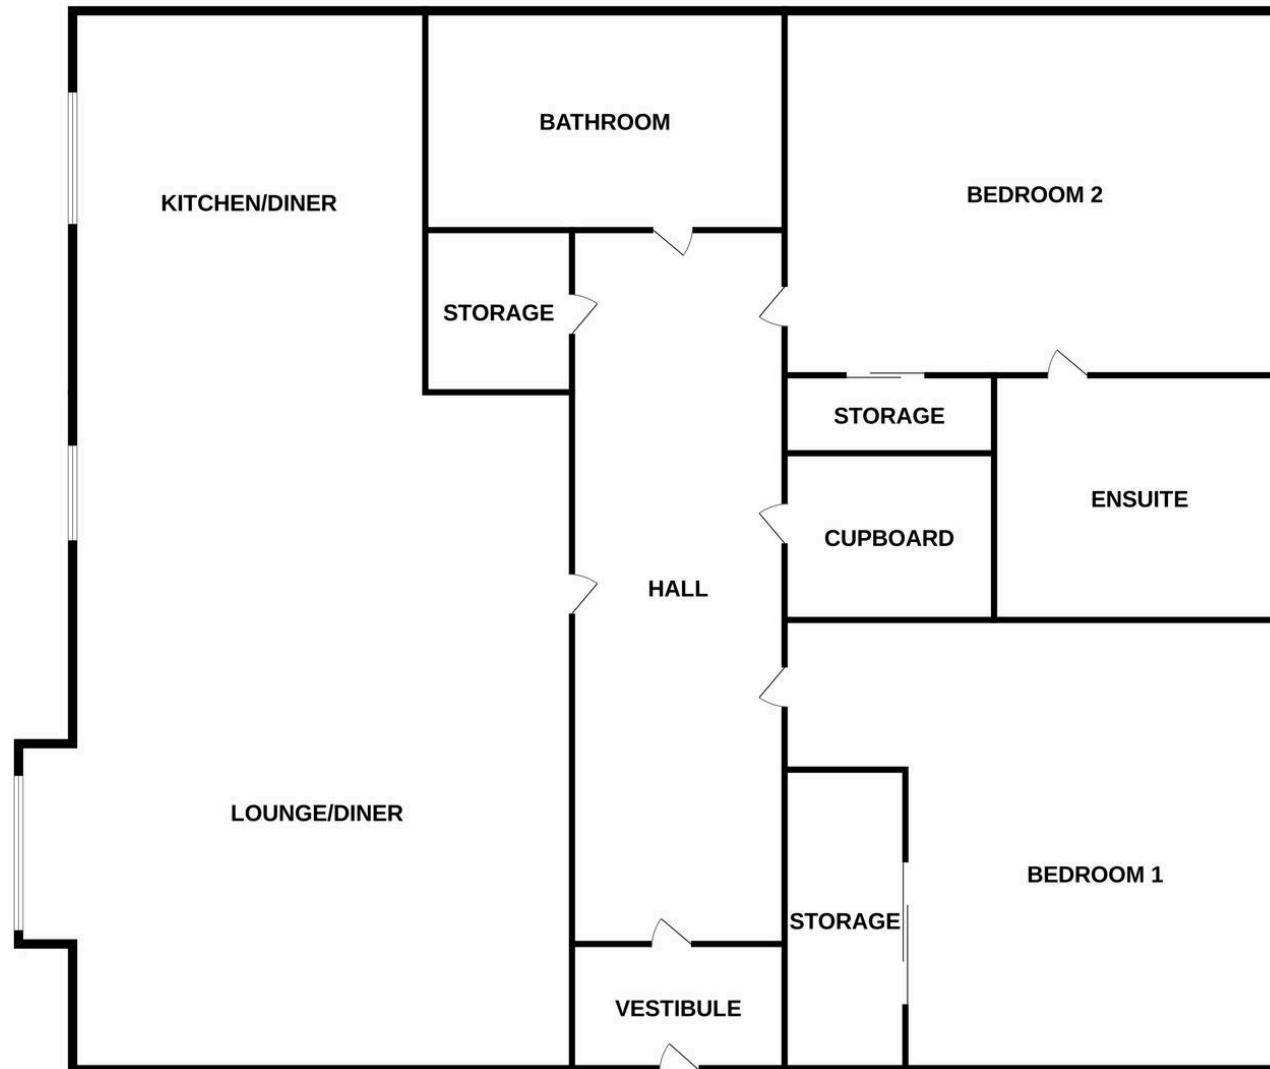 BATHROOM
BEDROOM 2
KITCHEN/DINER
STORAGE
STORAGE
ENSUITE
CUPBOARD
HALL
LOUNGE/DINER
BEDROOM 1
STORAGE
VESTIBULE